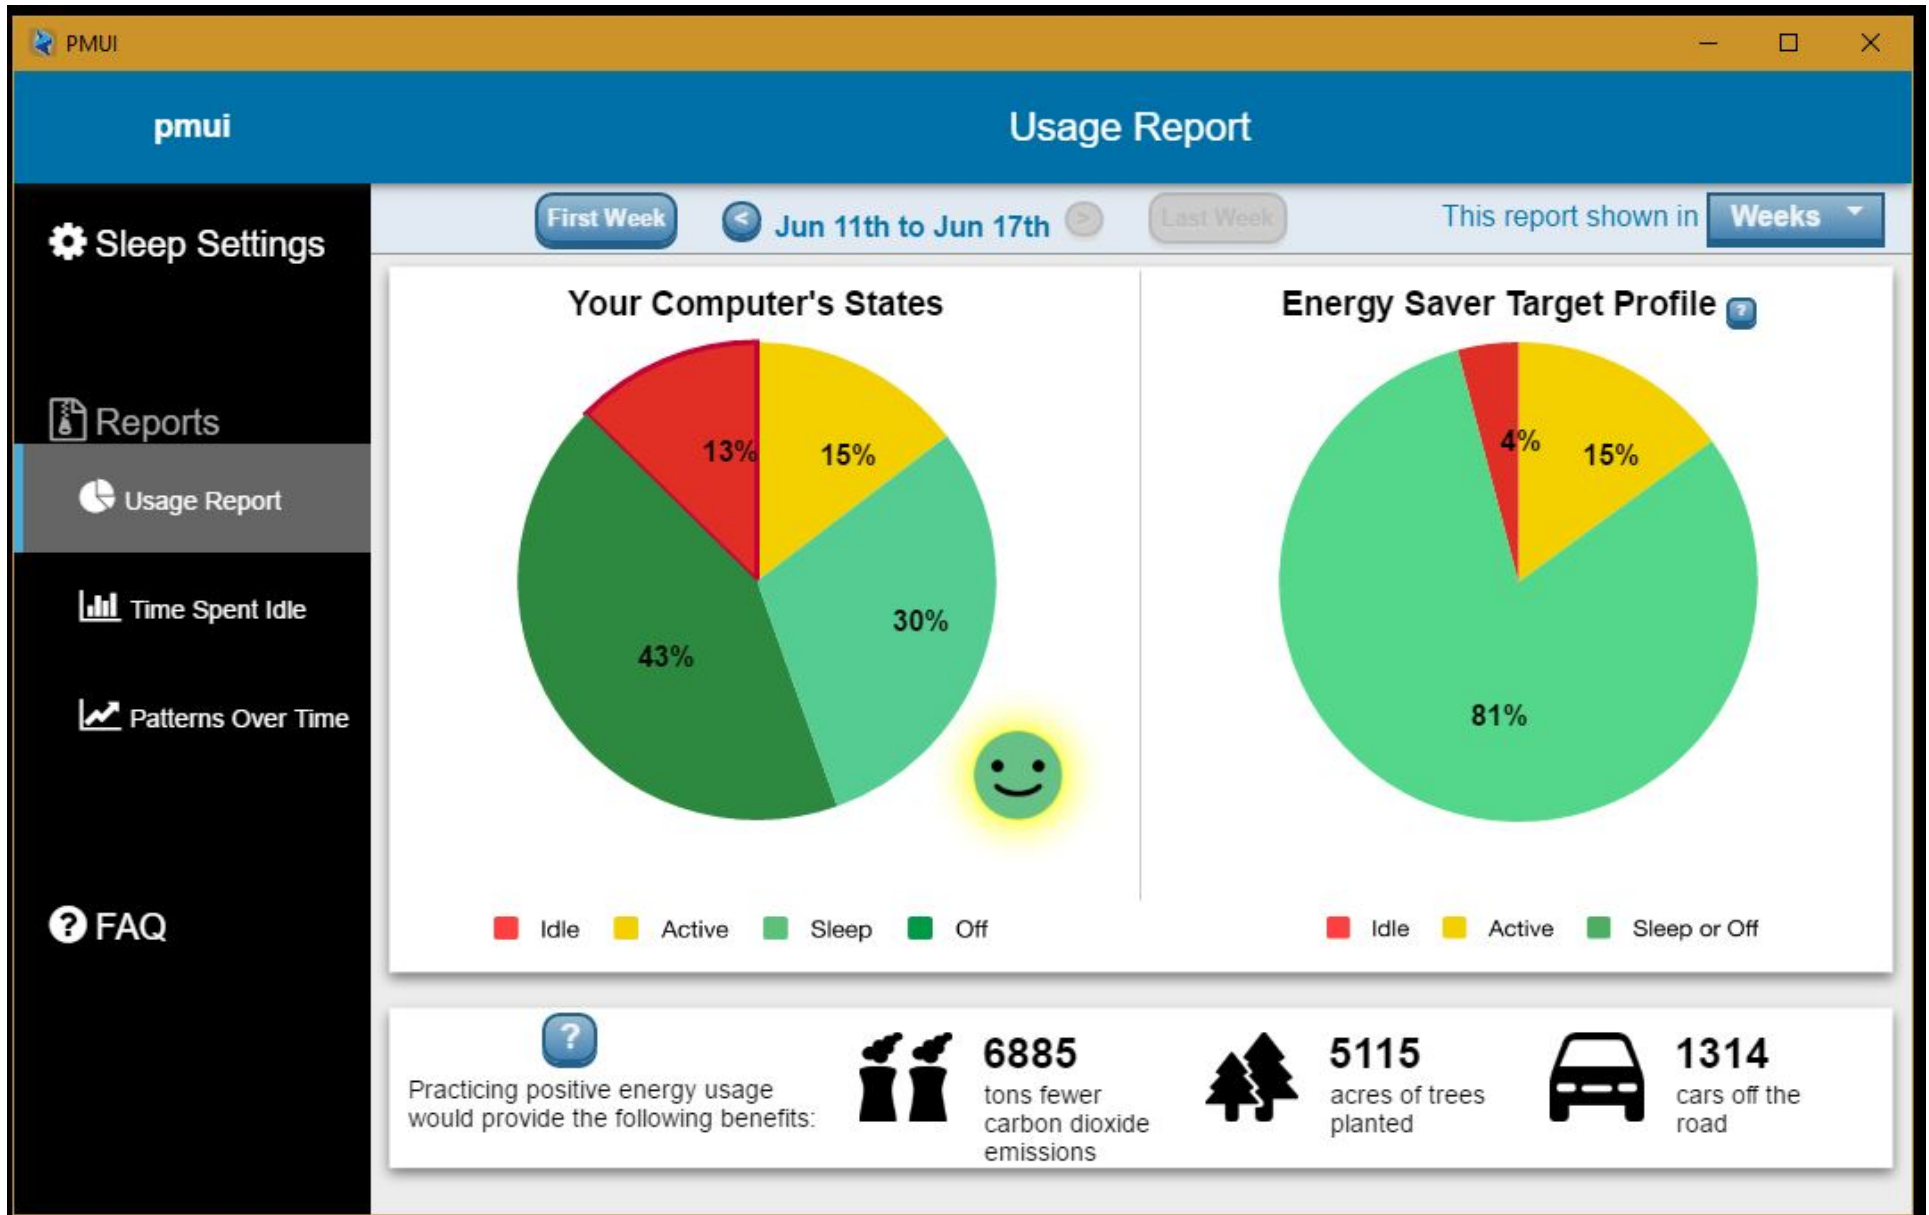 PMUI
pmui
Usage Report
Sleep Settings
Reports
Usage Report
Time Spent Idle
Patterns Over Time
FAQ
First Week
<
Jun 11th to Jun 17th
>
Last Week
This report shown in
Weeks
Your Computer's States
13%
15%
30%
43%
Idle
Active
Sleep
Off
Energy Saver Target Profile ?
4%
15%
81%
Idle
Active
Sleep or Off
?
Practicing positive energy usage
would provide the following benefits:
6885
tons fewer
carbon dioxide
emissions
5115
acres of trees
planted
1314
cars off the
road